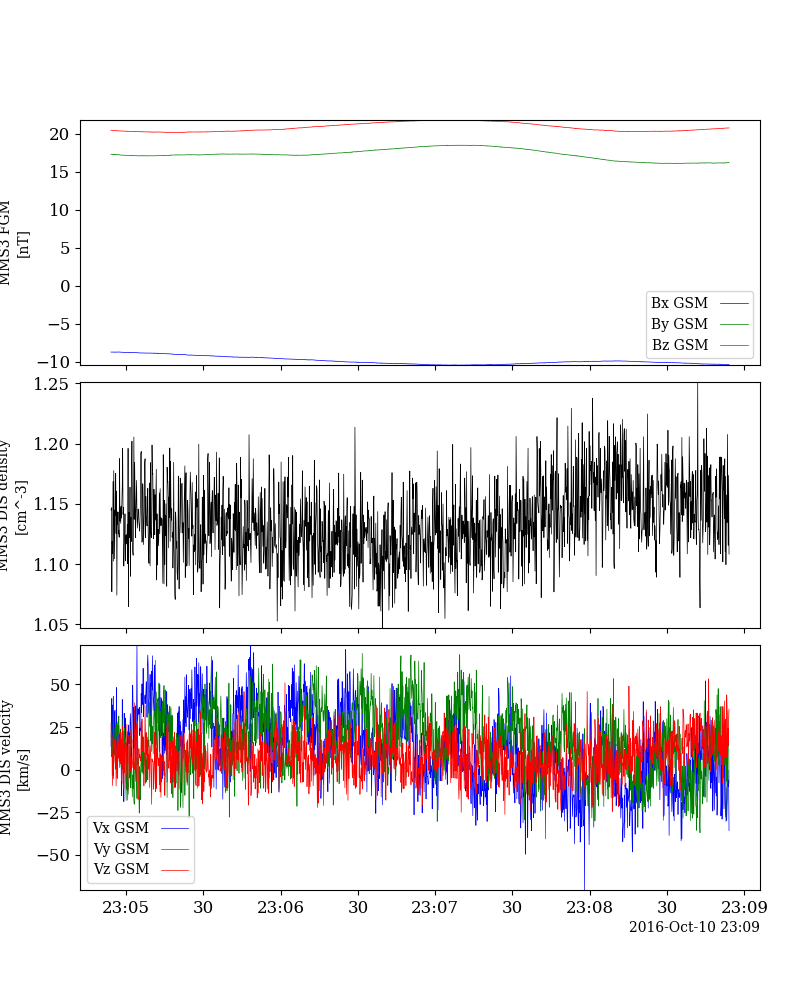 20
15
10
5
0
−5
−10
MMS3 FGM
[nT]
Bx GSM
By GSM
Bz GSM
1.25
1.20
1.15
1.10
1.05
MMS3 DIS density
[cm^-3]
50
25
0
−25
−50
MMS3 DIS velocity
[km/s]
Vx GSM
Vy GSM
Vz GSM
23:05 30 23:06 30 23:07 30 23:08 30 23:09
2016-Oct-10 23:09